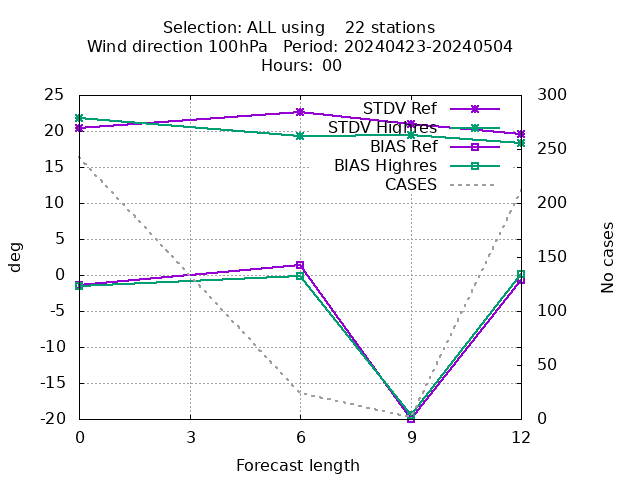 Selection: ALL using    22 stations
Wind direction 100hPa   Period: 20240423-20240504
Hours: 00
25
20
15
10
5
0
-5
-10
-15
-20
deg
300
250
200
150
100
50
0
No cases
STDV Ref
STDV Highres
BIAS Ref
BIAS Highres
CASES
0
3
6
9
12
Forecast length